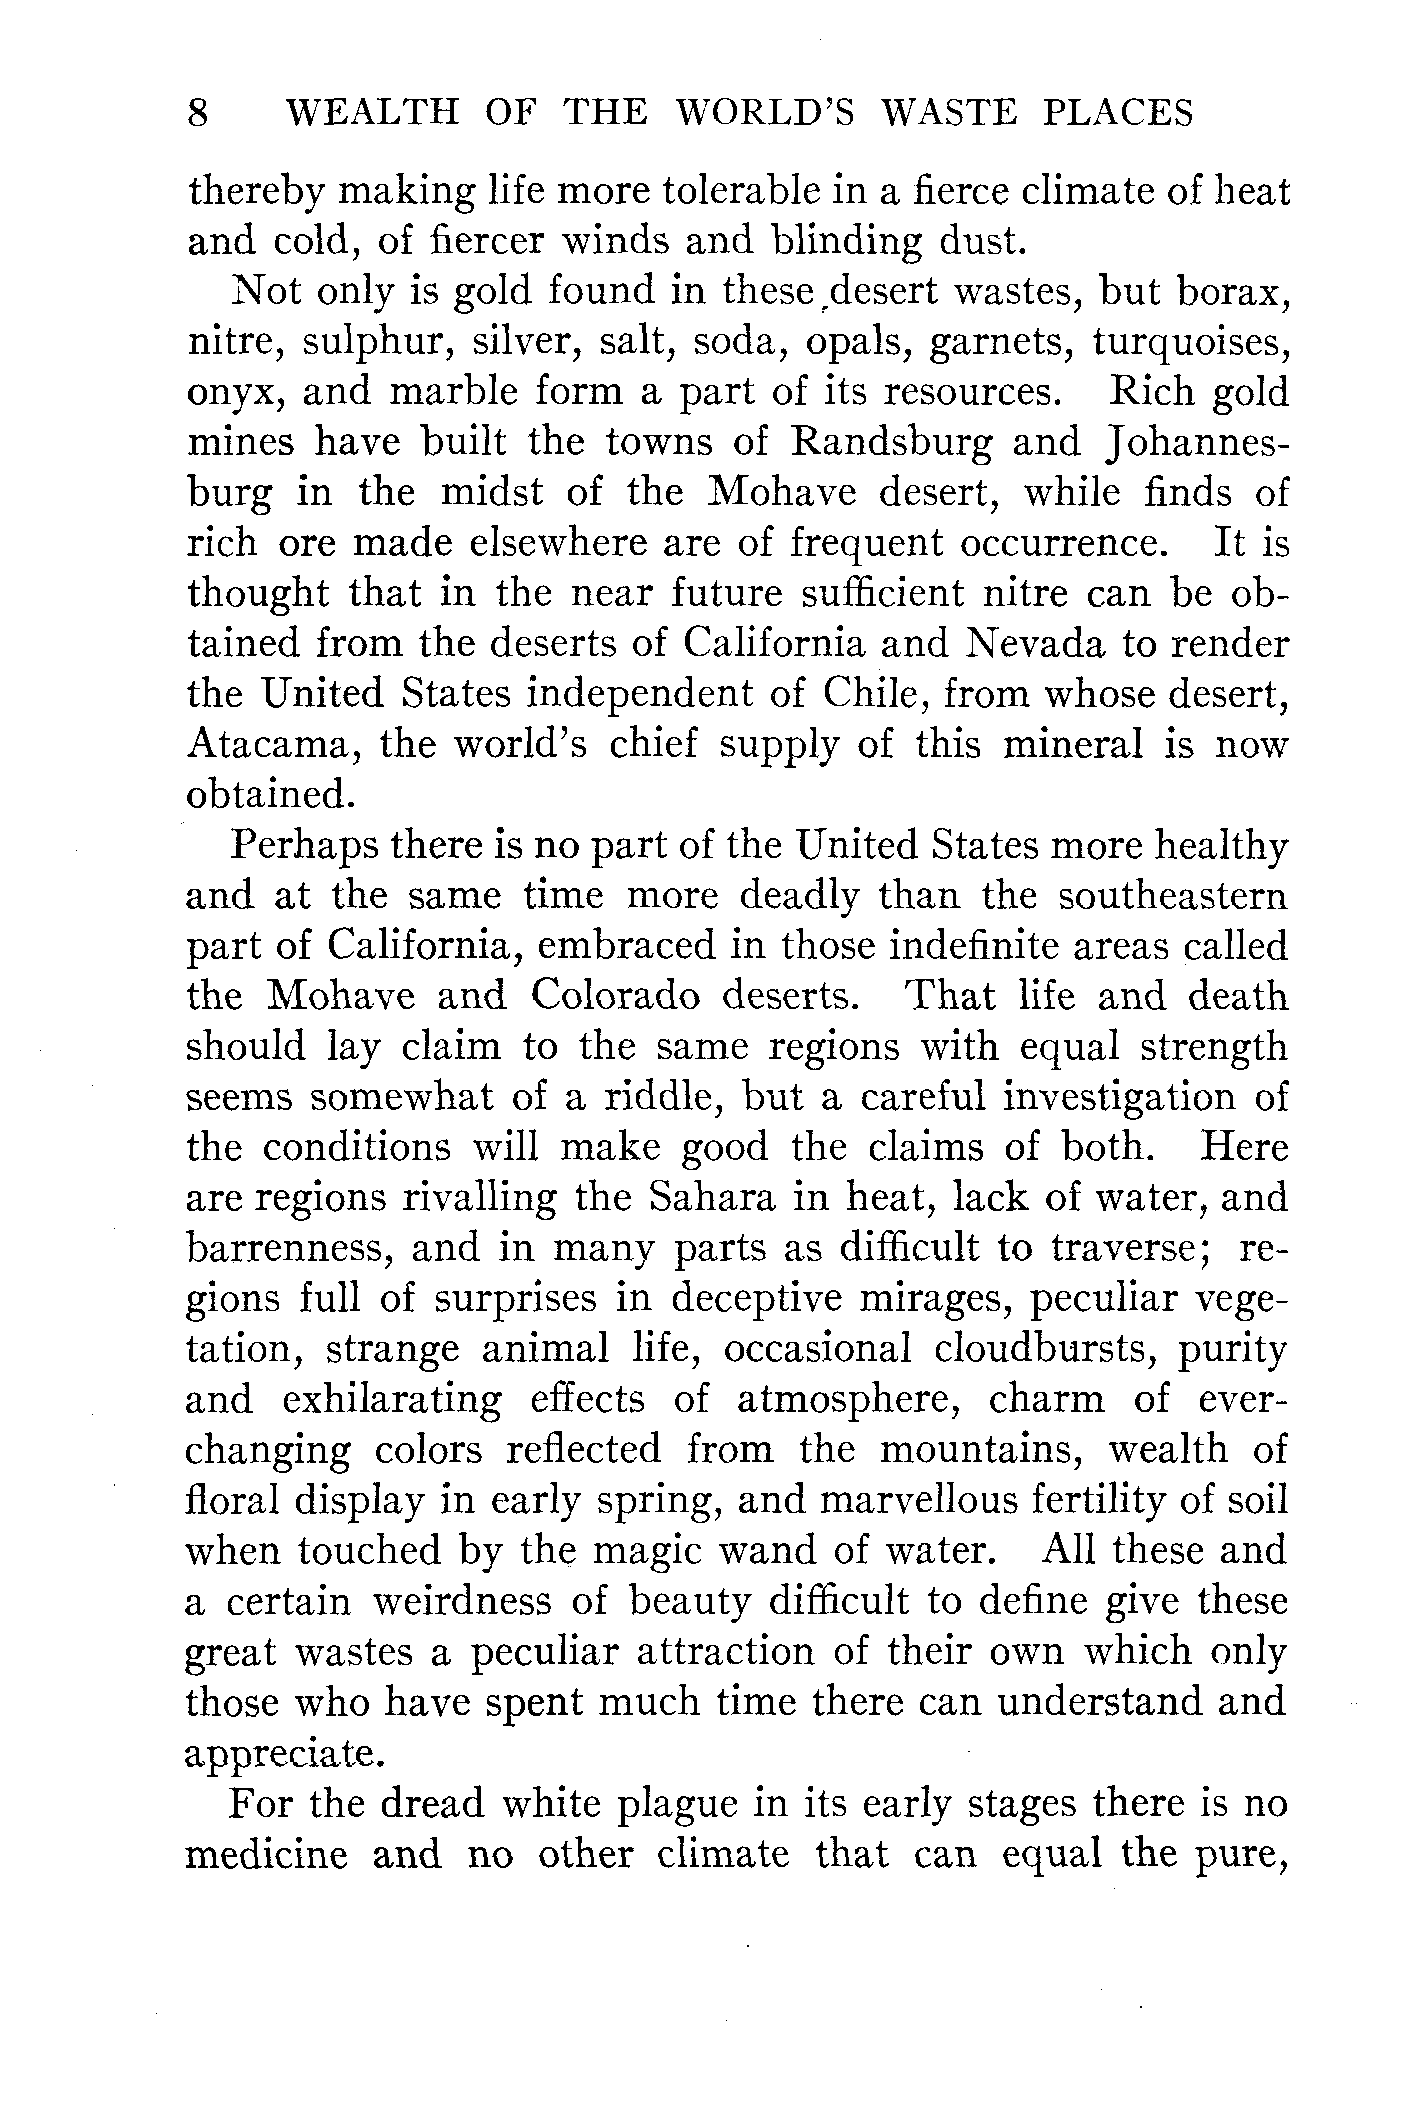 8 WEALTH OF THE WORLD'S WASTE PLACES
thereby making life more tolerable in a fierce climate of heat
and cold, of fiercer winds and blinding dust.
Not only is gold found in these desert wastes, but borax,
nitre, sulphur, silver, salt, soda, opals, garnets, turquoises,
onyx, and marble form a part of its resources. Rich gold
mines have built the towns of Randsburg and Johannes-
burg in the midst of the Mohave desert, while finds of
rich ore made elsewhere are of frequent occurrence. It is
thought that in the near future sufficient nitre can be ob-
tained from the deserts of California and Nevada to render
the United States independent of Chile, from whose desert,
Atacama, the world's chief supply of this mineral is now
obtained.
Perhaps there is no part of the United States more healthy
and at the same time more deadly than the southeastern
part of California, embraced in those indefinite areas called
the Mohave and Colorado deserts. That life and death
should lay claim to the same regions with equal strength
seems somewhat of a riddle, but a careful investigation of
the conditions will make good the claims of both. Here
are regions rivalling the Sahara in heat, lack of water, and
barrenness, and in many parts as difficult to traverse; re-
gions full of surprises in deceptive mirages, peculiar vege-
tation, strange animal life, occasional cloudbursts, purity
and exhilarating effects of atmosphere, charm of ever-
changing colors reflected from the mountains, wealth of
floral display in early spring, and marvellous fertility of soil
when touched by the magic wand of water. All these and
a certain weirdness of beauty difficult to define give these
great wastes a peculiar attraction of their own which only
those who have spent much time there can understand and
appreciate.
For the dread white plague in its early stages there is no
medicine and no other climate that can equal the pure,